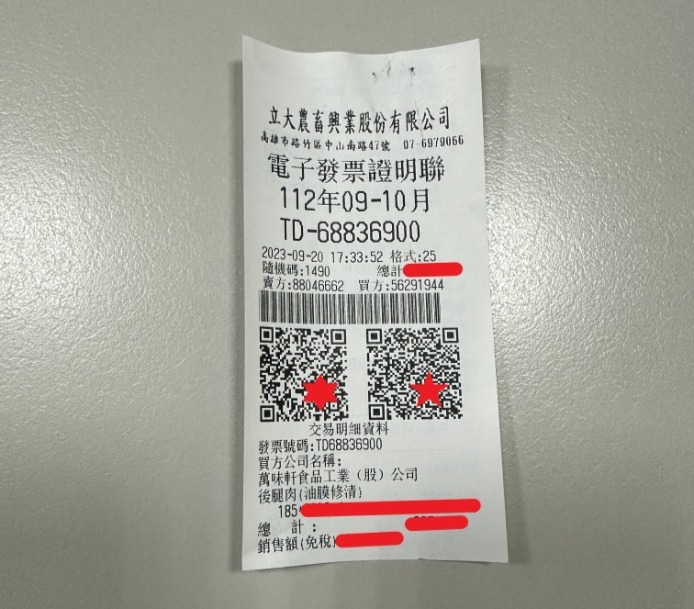 立大農畜興業股份有限公司
高雄市路竹區中山南路47號 07-6979066
電子發票證明聯
112年09-10月
TD-68836900
2023-09-20 17:33:52 格式:25
隨機碼:1490 總計
賣方:88046662 買方:56291944
交易明細資料
發票號碼:TD68836900
買方公司名稱:
萬味軒食品工業(股)公司
後腿肉(油膜修清)
185
總 計:
銷售額(免稅)